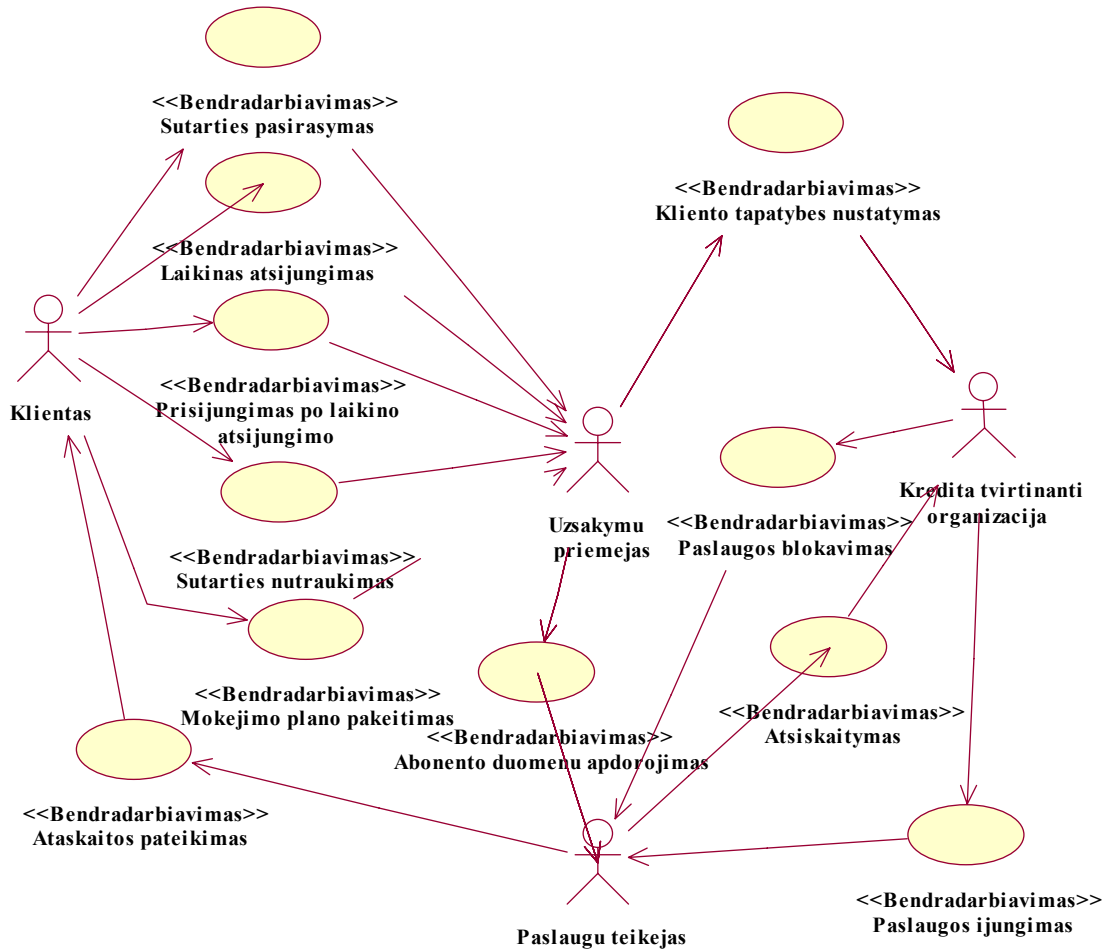 <<Bendradarbiavimas>>
Sutarties pasirasymas
<<Bendradarbiavimas>>
Kliento tapatybes nustatymas
<<Bendradarbiavimas>>
Laikinas atsijungimas
<<Bendradarbiavimas>>
Prisijungimas po laikino
atsijungimo
Klientas
Kredita tvirtinanti
organizacija
Uzsakymu
priemejas
<<Bendradarbiavimas>>
Paslaugos blokavimas
<<Bendradarbiavimas>>
Sutarties nutraukimas
<<Bendradarbiavimas>>
Mokejimo plano pakeitimas
<<Bendradarbiavimas>>
Abonento duomenu apdorojimas
<<Bendradarbiavimas>>
Atsiskaitymas
<<Bendradarbiavimas>>
Ataskaitos pateikimas
<<Bendradarbiavimas>>
Paslaugos ijungimas
Paslaugu teikejas